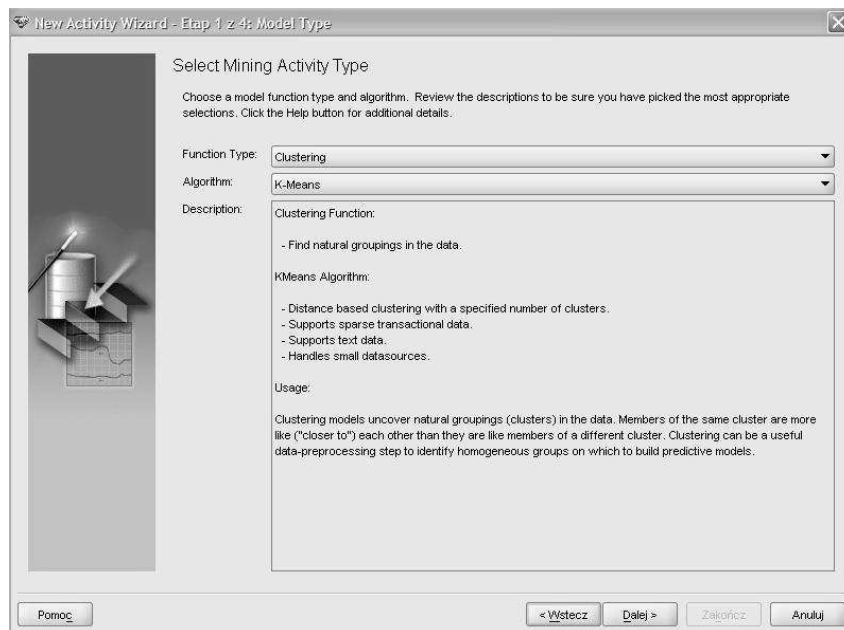 New Activity Wizard - Etap 1 z 4: Model Type
Select Mining Activity Type
Choose a model function type and algorithm. Review the descriptions to be sure you have picked the most appropriate
selections. Click the Help button for additional details.
Function Type: Clustering
Algorithm: K-Means
Description: Clustering Function:
- Find natural groupings in the data.
KMeans Algorithm:
- Distance based clustering with a specified number of clusters.
- Supports sparse transactional data.
- Supports text data.
- Handles small datasources.
Usage:
Clustering models uncover natural groupings (clusters) in the data. Members of the same cluster are more
like ("closer to") each other than they are like members of a different cluster. Clustering can be a useful
data-preprocessing step to identify homogeneous groups on which to build predictive models.
Pomoc < Wstecz Dalej > Zakończ Anuluj